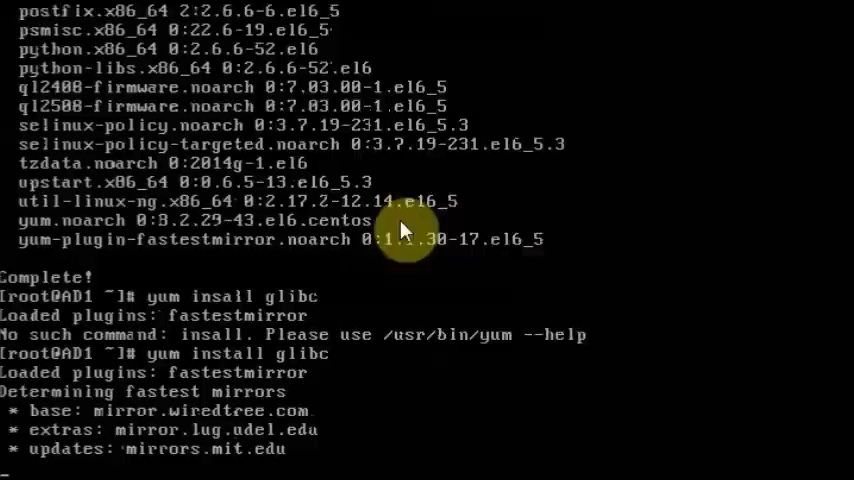 postfix.x86_64 2:2.6.6-6.el6_5
psmisc.x86_64 0:22.6-19.el6_5
python.x86_64 0:2.6.6-52.el6
python-libs.x86_64 0:2.6.6-52.el6
ql2400-firmware.noarch 0:7.03.00-1.el6_5
ql2500-firmware.noarch 0:7.03.00-1.el6_5
selinux-policy.noarch 0:3.7.19-231.el6_5.3
selinux-policy-targeted.noarch 0:3.7.19-231.el6_5.3
tzdata.noarch 0:2014g-1.el6
upstart.x86_64 0:0.6.5-13.el6_5.3
util-linux-ng.x86_64 0:2.17.2-12.14.el6_5
yum.noarch 0:3.2.29-43.el6.centos
yum-plugin-fastestmirror.noarch 0:1.1.30-17.el6_5
Complete!
[root@AD1 ~]# yum insall glibc
Loaded plugins: fastestmirror
No such command: insall. Please use /usr/bin/yum --help
[root@AD1 ~]# yum install glibc
Loaded plugins: fastestmirror
Determining fastest mirrors
* base: mirror.wiredtree.com
* extras: mirror.lug.udel.edu
* updates: mirrors.mit.edu